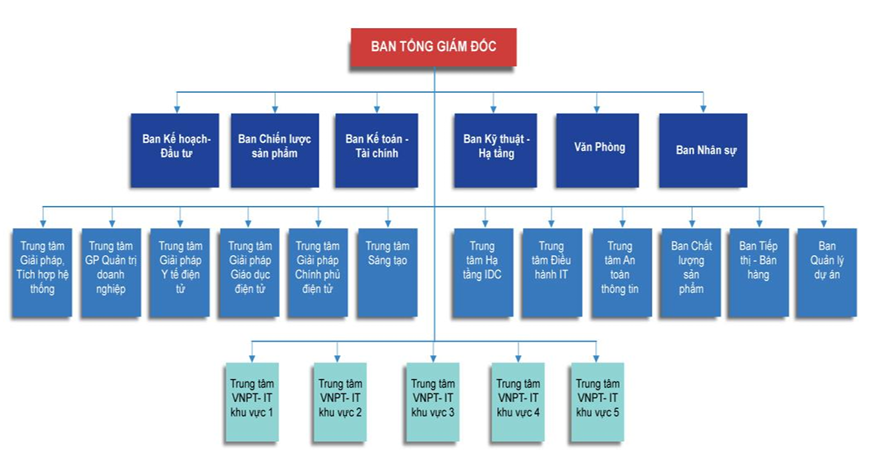 BAN TỔNG GIÁM ĐỐC
Ban Kế hoạch-
Đầu tư
Ban Chiến lược
sản phẩm
Ban Kế toán -
Tài chính
Ban Kỹ thuật -
Hạ tầng
Văn Phòng
Ban Nhân sự
Trung tâm
Giải pháp,
Tích hợp hệ
thống
Trung tâm
GP Quản trị
doanh
nghiệp
Trung tâm
Giải pháp
Y tế điện
tử
Trung tâm
Giải pháp
Giáo dục
điện tử
Trung tâm
Giải pháp
Chính phủ
điện tử
Trung tâm
Sáng tạo
Trung
tâm Hạ
tầng IDC
Trung
tâm Điều
hành IT
Trung
tâm An
toàn
thông tin
Ban Chất
lượng
sản
phẩm
Ban Tiếp
thị - Bán
hàng
Ban
Quản lý
dự án
Trung tâm
VNPT- IT
khu vực 1
Trung tâm
VNPT- IT
khu vực 2
Trung tâm
VNPT- IT
khu vực 3
Trung tâm
VNPT- IT
khu vực 4
Trung tâm
VNPT- IT
khu vực 5